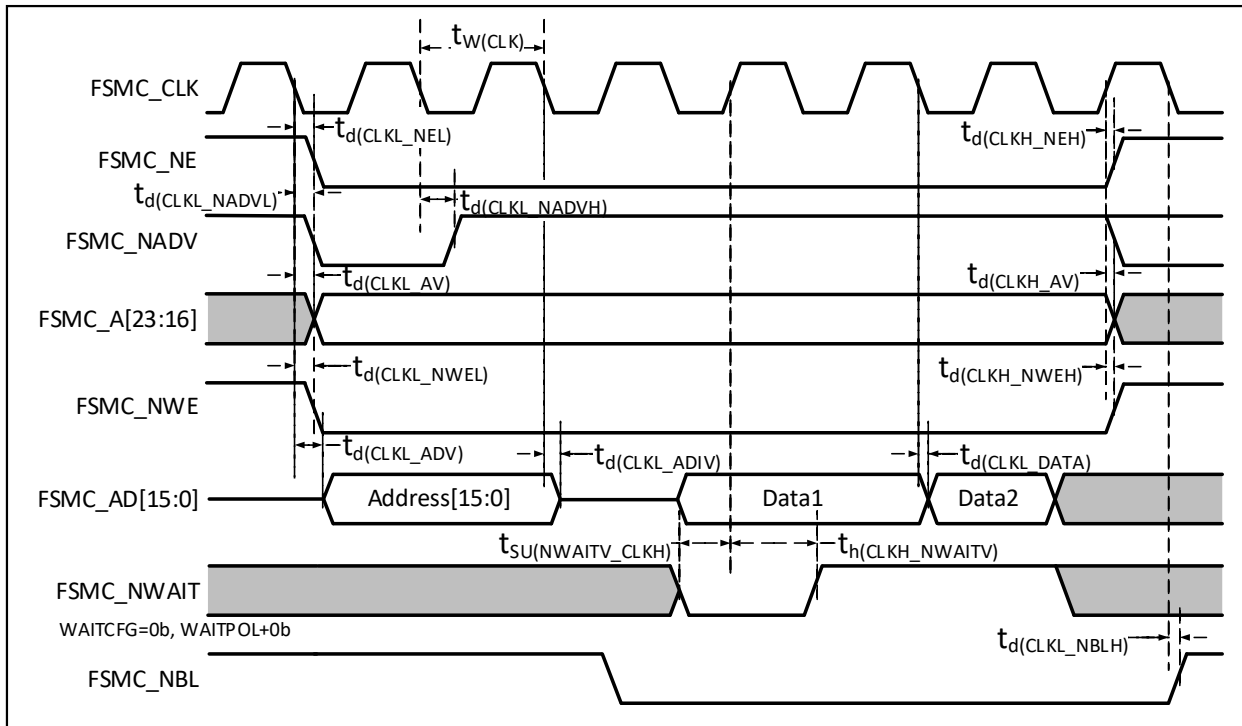 tW(CLK)
FSMC_CLK
td(CLKL_NEL)
td(CLKH_NEH)
FSMC_NE
td(CLKL_NADVL)
td(CLKL_NADVH)
FSMC_NADV
td(CLKL_AV)
td(CLKH_AV)
FSMC_A[23:16]
td(CLKL_NWEL)
td(CLKH_NWEH)
FSMC_NWE
td(CLKL_ADV)
td(CLKL_ADIV)
td(CLKL_DATA)
FSMC_AD[15:0]
Address[15:0]
Data1
Data2
tSU(NWAITV_CLKH)
th(CLKH_NWAITV)
FSMC_NWAIT
WAITCFG=0b, WAITPOL+0b
td(CLKL_NBLH)
FSMC_NBL